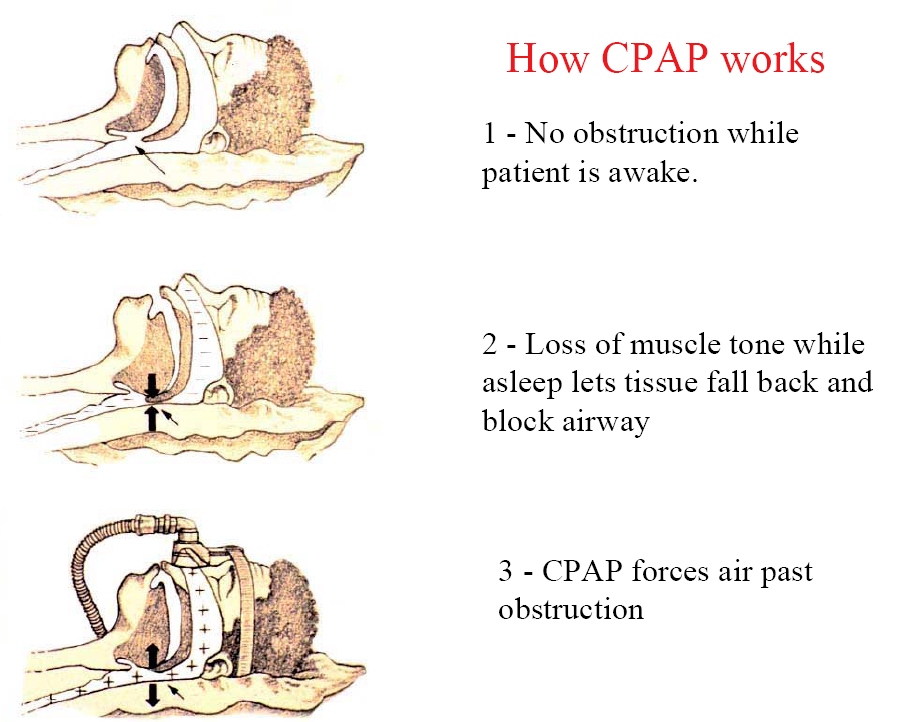 How CPAP works
1 - No obstruction while
patient is awake.
2 - Loss of muscle tone while
asleep lets tissue fall back and
block airway
3 - CPAP forces air past
obstruction